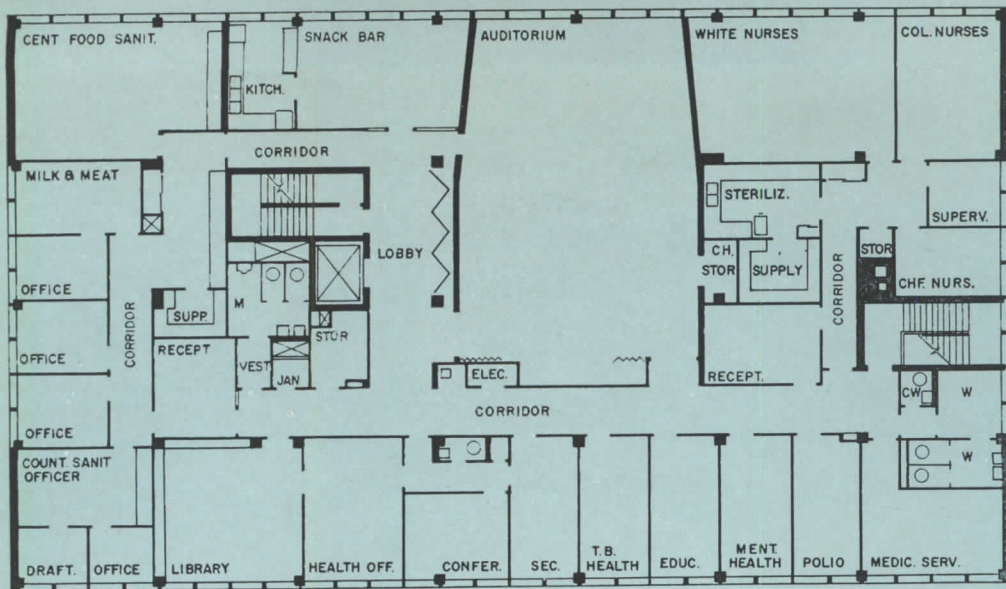 CENT FOOD SANIT.
SNACK BAR
AUDITORIUM
WHITE NURSES
COL. NURSES
KITCH.
CORRIDOR
MILK & MEAT
STERILIZ.
SUPERV.
LOBBY
CH.
STOR
SUPPLY
STOR
CORRIDOR
CHF. NURS.
OFFICE
M
SUPP.
CORRIDOR
STOR
OFFICE
RECEPT
VEST
JAN
ELEC.
RECEPT.
CW
W
CORRIDOR
OFFICE
W
COUNT. SANIT
OFFICER
DRAFT.
OFFICE
LIBRARY
HEALTH OFF.
CONFER.
SEC.
T.B.
HEALTH
EDUC.
MENT.
HEALTH
POLIO
MEDIC. SERV.